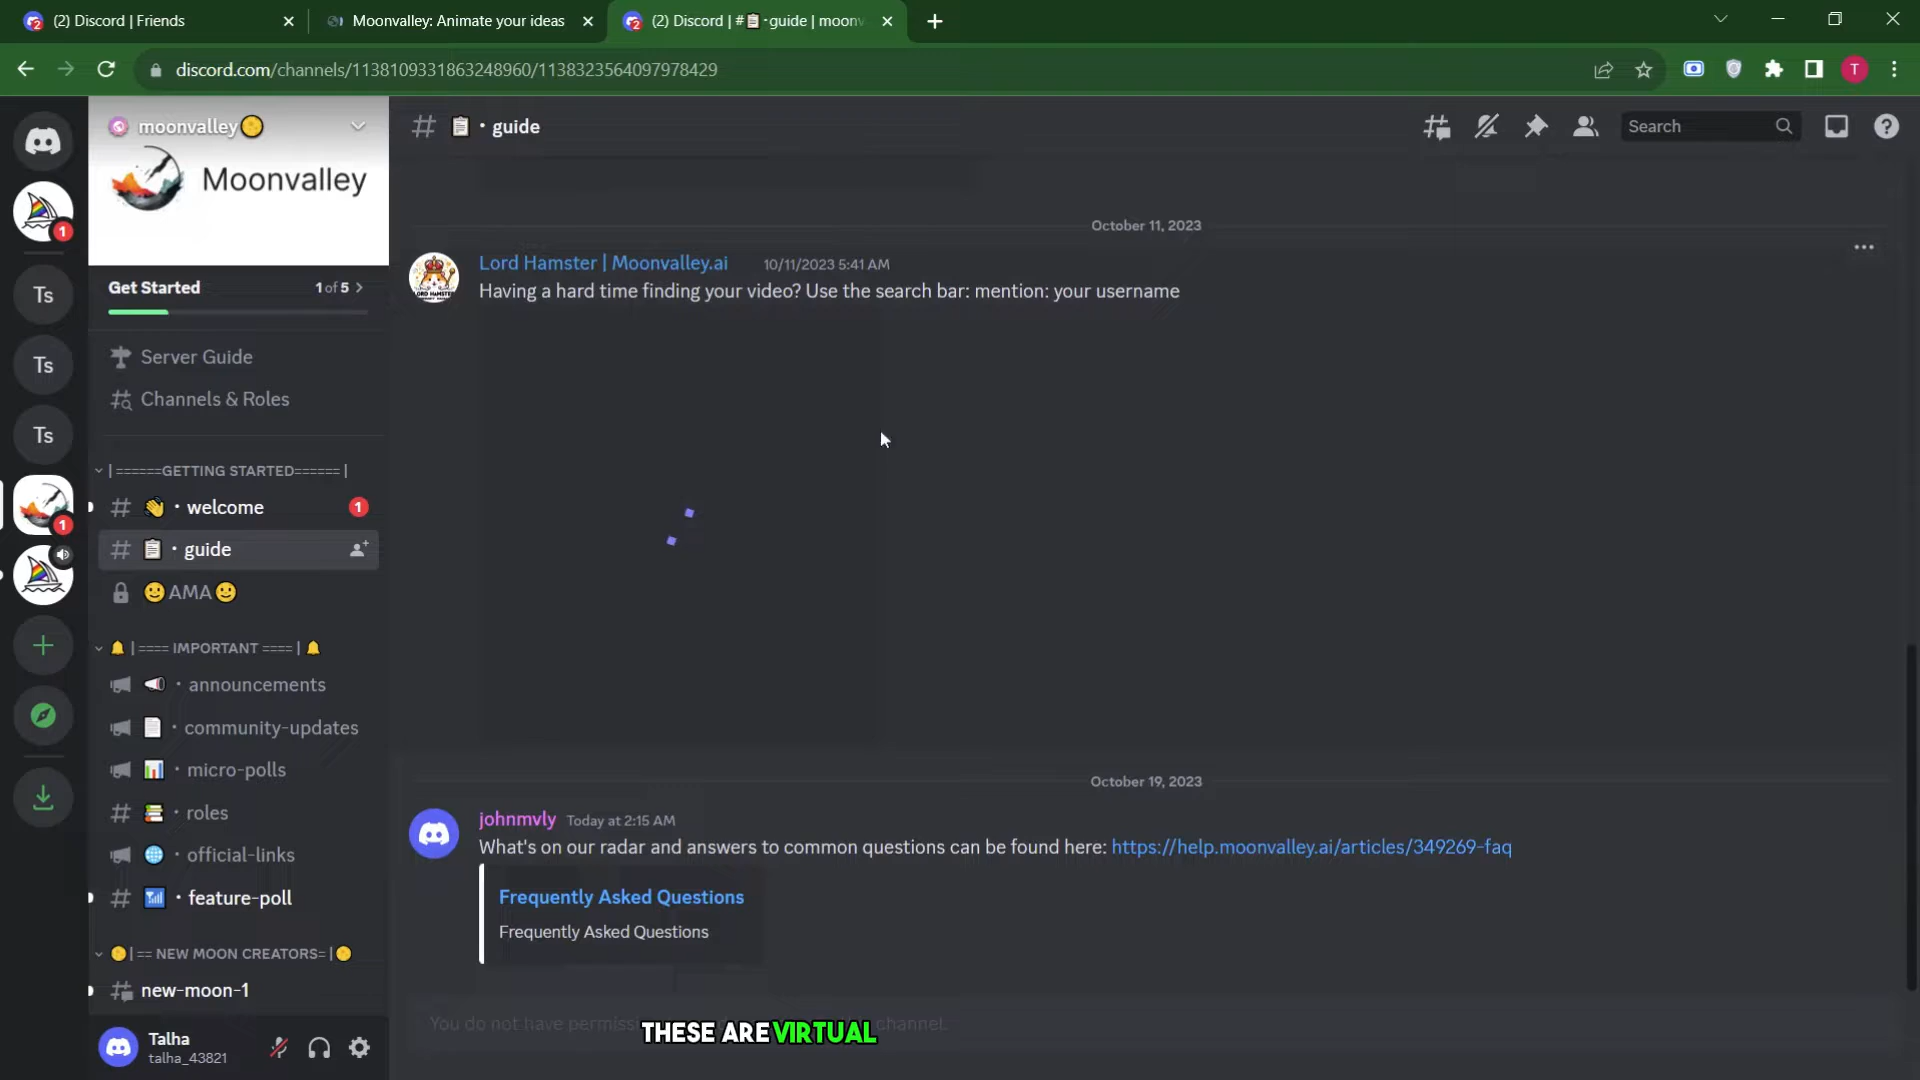 (2) Discord | Friends
Moonvalley: Animate your ideas
(2) Discord | #📋・guide | moonv
discord.com/channels/1138109331863248960/1138323564097978429
T
moonvalley🌕
Moonvalley
Get Started 1 of 5
Server Guide
Channels & Roles
Ts
Ts
Ts
1
1
| ======GETTING STARTED====== |
👋・welcome 1
📋・guide
🙂AMA🙂
🔔 | ==== IMPORTANT ==== | 🔔
📢・announcements
📄・community-updates
📊・micro-polls
📚・roles
🌐・official-links
📶・feature-poll
🌕| == NEW MOON CREATORS= |🌕
new-moon-1
Talha
talha_43821
# 📋・guide
Search
October 11, 2023
Lord Hamster | Moonvalley.ai 10/11/2023 5:41 AM
Having a hard time finding your video? Use the search bar: mention: your username
October 19, 2023
johnmvly Today at 2:15 AM
What's on our radar and answers to common questions can be found here: https://help.moonvalley.ai/articles/349269-faq
Frequently Asked Questions
Frequently Asked Questions
You do not have permis channel.
THESE ARE VIRTUAL